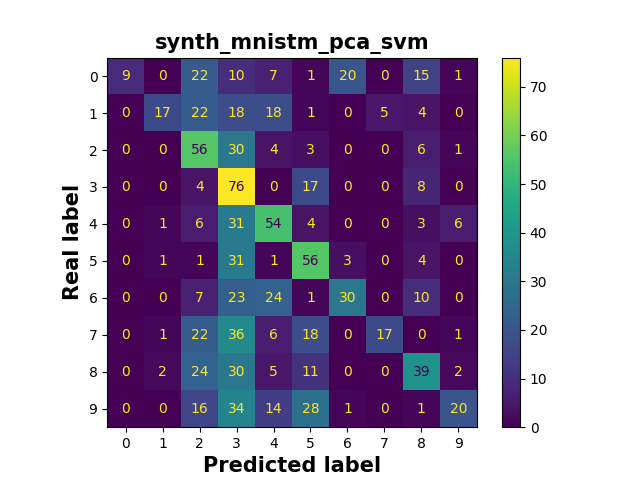 synth_mnistm_pca_svm
0 9 0 22 10 7 1 20 0 15 1
1 0 17 22 18 18 1 0 5 4 0
2 0 0 56 30 4 3 0 0 6 1
3 0 0 4 76 0 17 0 0 8 0
4 0 1 6 31 54 4 0 0 3 6
5 0 1 1 31 1 56 3 0 4 0
6 0 0 7 23 24 1 30 0 10 0
7 0 1 22 36 6 18 0 17 0 1
8 0 2 24 30 5 11 0 0 39 2
9 0 0 16 34 14 28 1 0 1 20
0 1 2 3 4 5 6 7 8 9
Real label
Predicted label
70
60
50
40
30
20
10
0